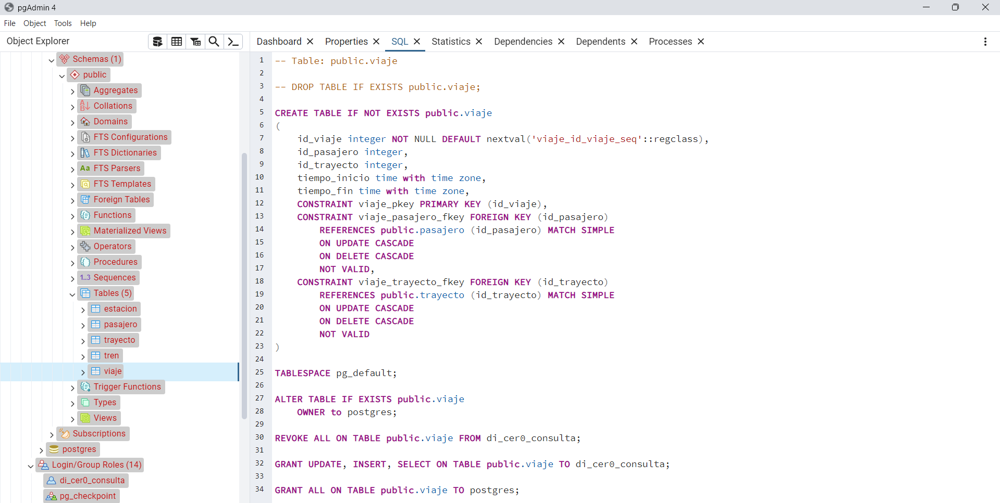 pgAdmin 4
File Object Tools Help
Object Explorer
Dashboard Properties SQL Statistics Dependencies Dependents Processes
Schemas (1)
public
Aggregates
Collations
Domains
FTS Configurations
FTS Dictionaries
Aa FTS Parsers
FTS Templates
Foreign Tables
Functions
Materialized Views
Operators
Procedures
1..3 Sequences
Tables (5)
estacion
pasajero
trayecto
tren
viaje
Trigger Functions
Types
Views
Subscriptions
postgres
Login/Group Roles (14)
di_cer0_consulta
pg_checkpoint
1 -- Table: public.viaje
2
3 -- DROP TABLE IF EXISTS public.viaje;
4
5 CREATE TABLE IF NOT EXISTS public.viaje
6 (
7     id_viaje integer NOT NULL DEFAULT nextval('viaje_id_viaje_seq'::regclass),
8     id_pasajero integer,
9     id_trayecto integer,
10     tiempo_inicio time with time zone,
11     tiempo_fin time with time zone,
12     CONSTRAINT viaje_pkey PRIMARY KEY (id_viaje),
13     CONSTRAINT viaje_pasajero_fkey FOREIGN KEY (id_pasajero)
14         REFERENCES public.pasajero (id_pasajero) MATCH SIMPLE
15         ON UPDATE CASCADE
16         ON DELETE CASCADE
17         NOT VALID,
18     CONSTRAINT viaje_trayecto_fkey FOREIGN KEY (id_trayecto)
19         REFERENCES public.trayecto (id_trayecto) MATCH SIMPLE
20         ON UPDATE CASCADE
21         ON DELETE CASCADE
22         NOT VALID
23 )
24
25 TABLESPACE pg_default;
26
27 ALTER TABLE IF EXISTS public.viaje
28     OWNER to postgres;
29
30 REVOKE ALL ON TABLE public.viaje FROM di_cer0_consulta;
31
32 GRANT UPDATE, INSERT, SELECT ON TABLE public.viaje TO di_cer0_consulta;
33
34 GRANT ALL ON TABLE public.viaje TO postgres;